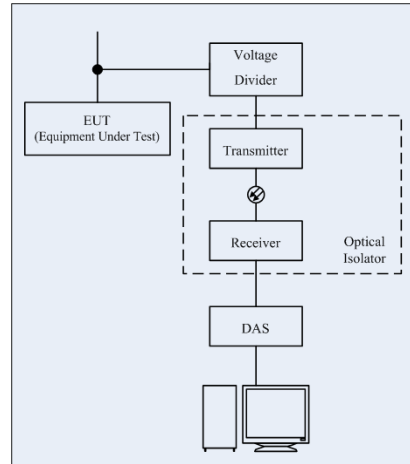 Voltage
Divider
EUT
(Equipment Under Test)
Transmitter
Receiver
Optical
Isolator
DAS